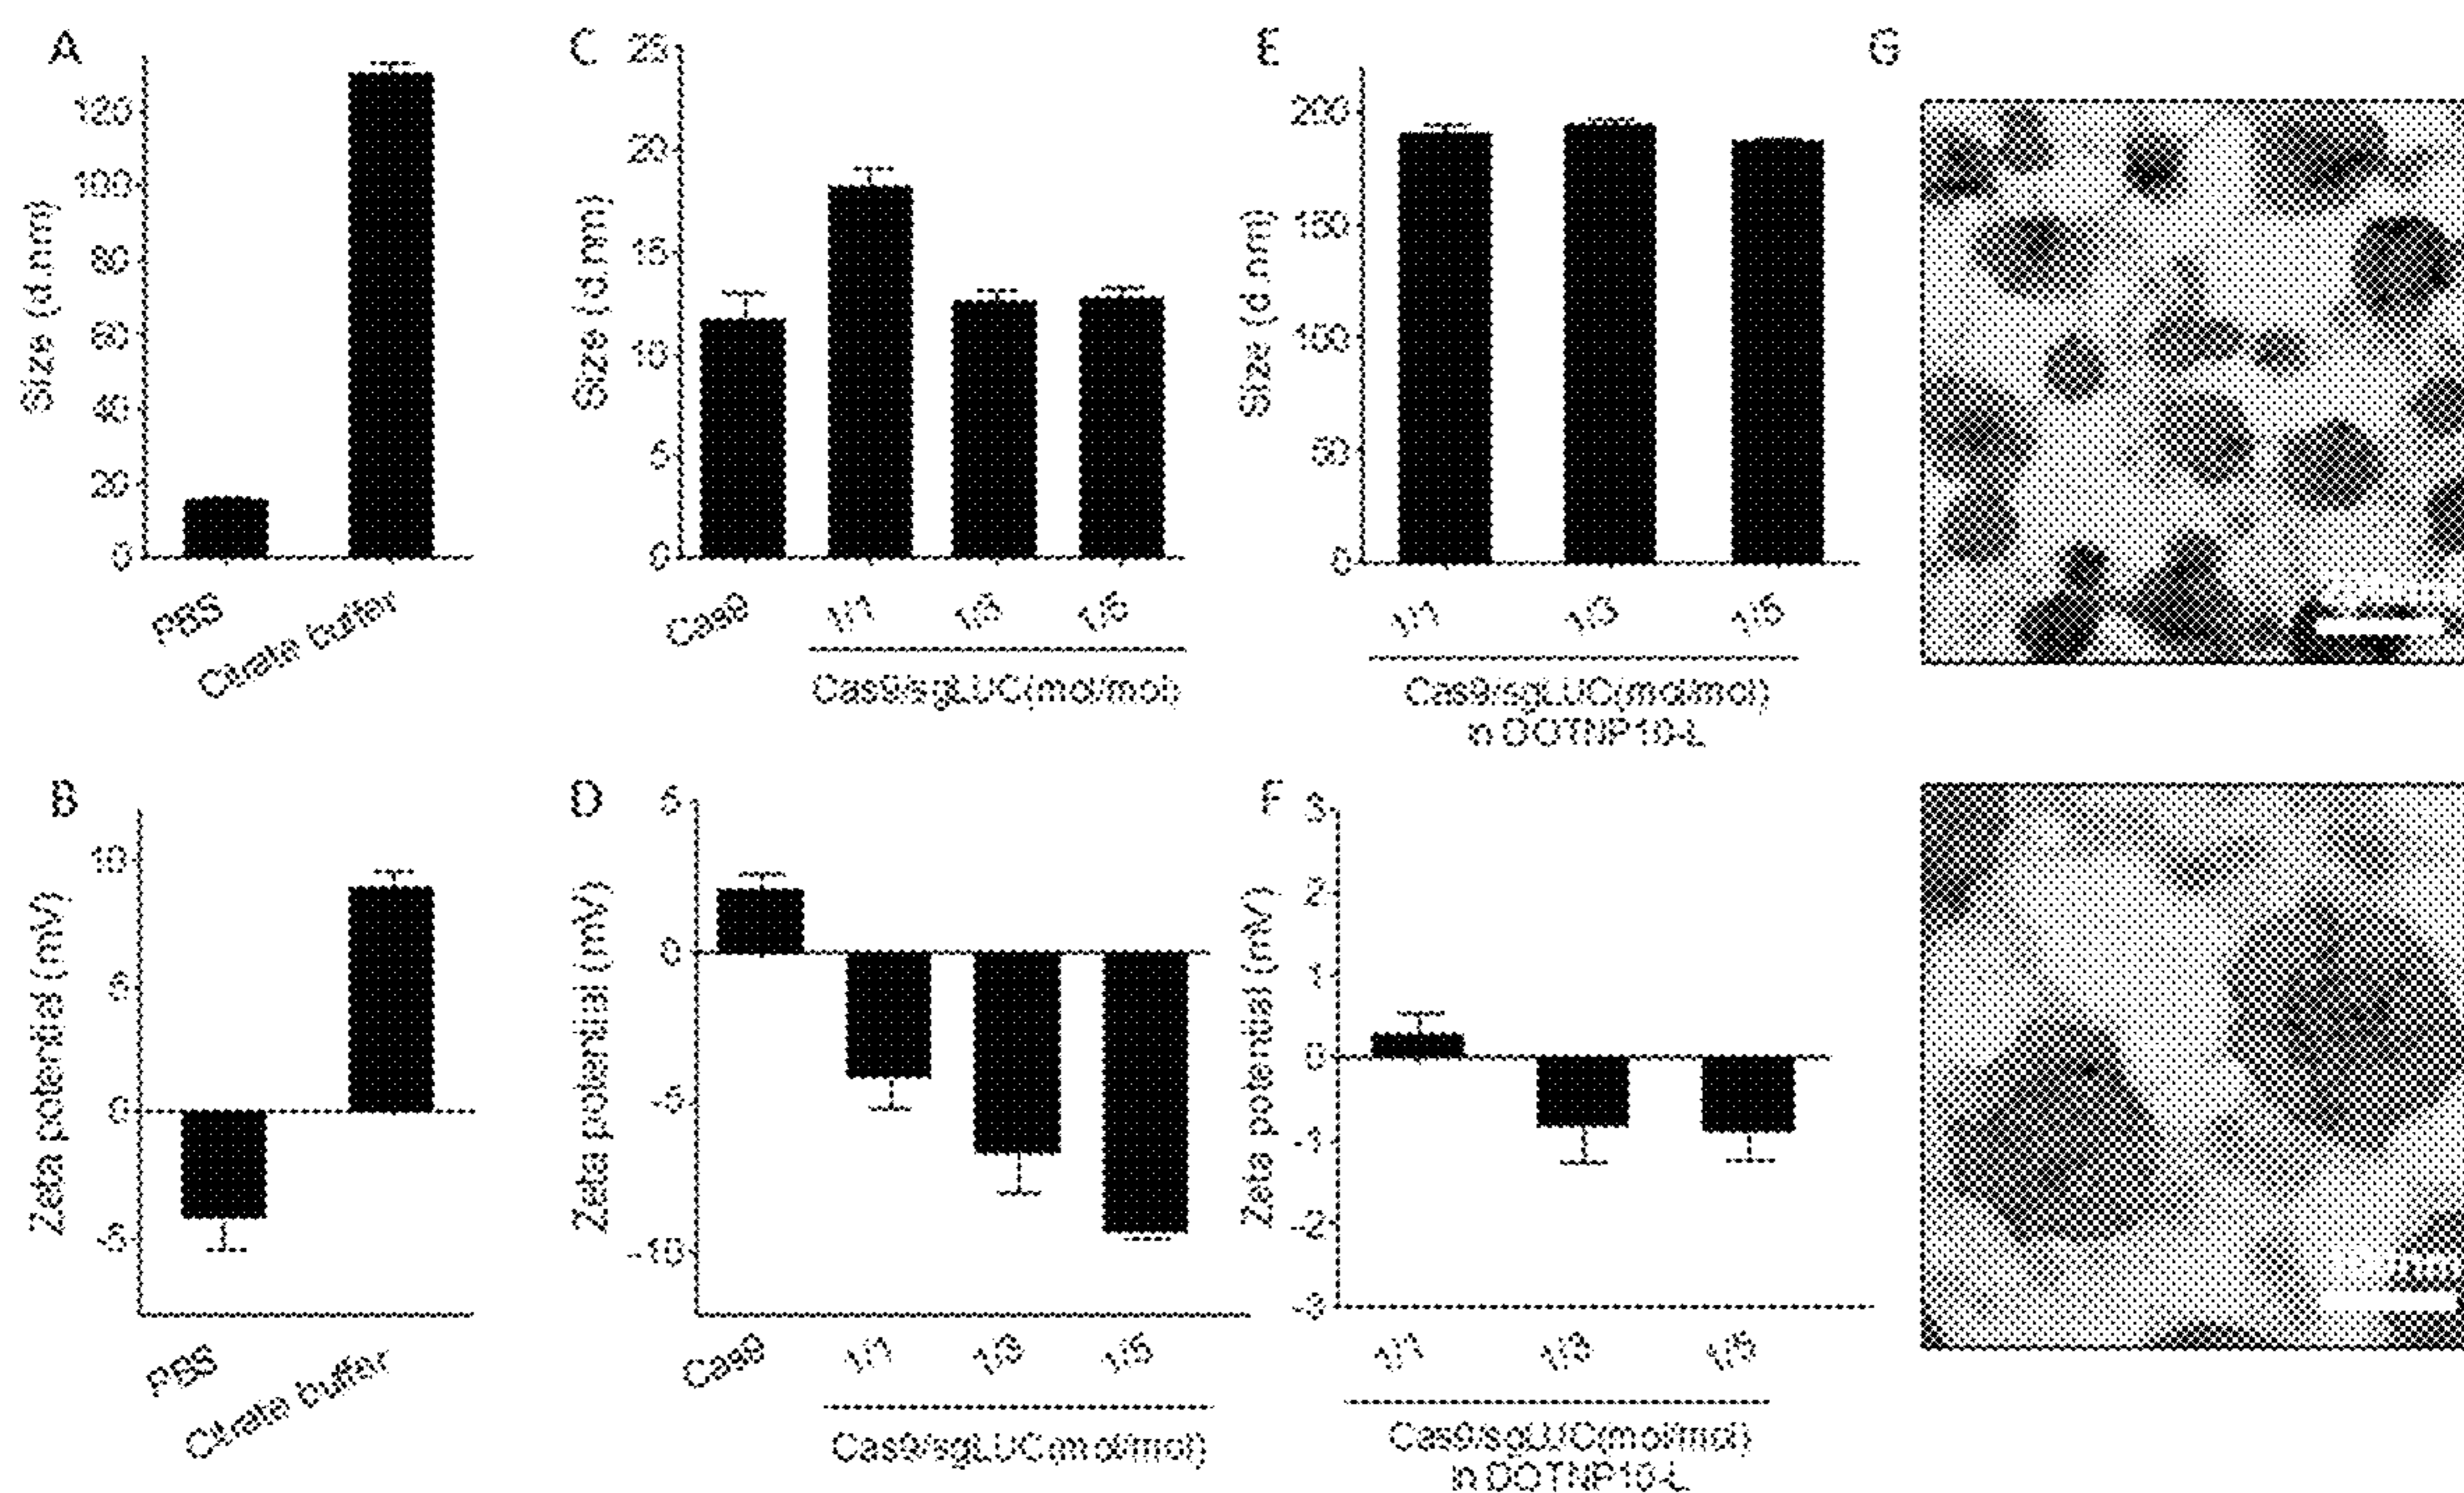 A
Size (d.nm)
120
100
80
60
40
20
0
PBS
Citrate buffer
C
Size (d.nm)
25
20
15
10
5
0
Cas9
1/1
1/3
1/5
Cas9/sgLUC(mol/mol)
E
Size (d.nm)
200
150
100
50
0
1/1
1/3
1/5
Cas9/sgLUC(mol/mol)
in DOTNP10-L
G
B
Zeta potential (mV)
10
5
0
-5
PBS
Citrate buffer
D
Zeta potential (mV)
5
0
-5
-10
Cas9
1/1
1/3
1/5
Cas9/sgLUC(mol/mol)
F
Zeta potential (mV)
3
2
1
0
-1
-2
-3
1/1
1/3
1/5
Cas9/sgLUC(mol/mol)
in DOTNP10-L